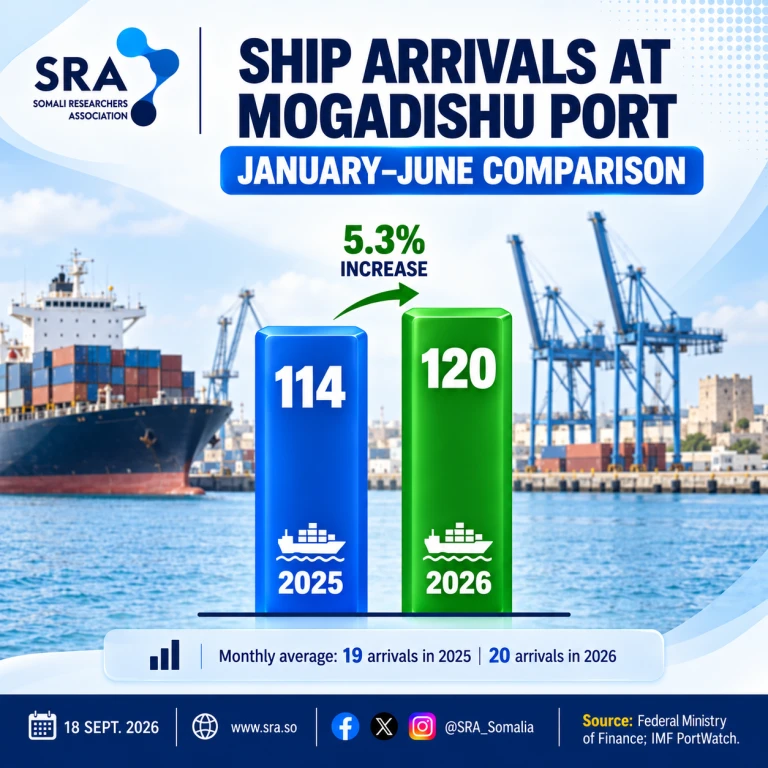 SRA
SOMALI RESEARCHERS
ASSOCIATION
SHIP ARRIVALS AT
MOGADISHU PORT
JANUARY–JUNE COMPARISON
5.3%
INCREASE
114
120
2025
2026
Monthly average: 19 arrivals in 2025 | 20 arrivals in 2026
18 SEPT. 2026
www.sra.so
@SRA_Somalia
Source: Federal Ministry
of Finance; IMF PortWatch.